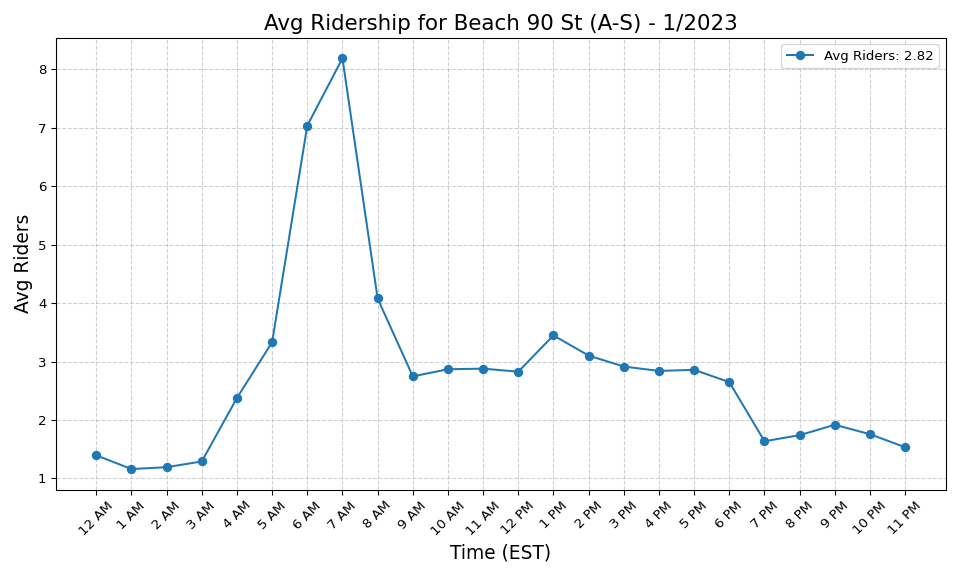 Avg Ridership for Beach 90 St (A-S) - 1/2023
Avg Riders: 2.82
Avg Riders
8
7
6
5
4
3
2
1
12 AM
1 AM
2 AM
3 AM
4 AM
5 AM
6 AM
7 AM
8 AM
9 AM
10 AM
11 AM
12 PM
1 PM
2 PM
3 PM
4 PM
5 PM
6 PM
7 PM
8 PM
9 PM
10 PM
11 PM
Time (EST)